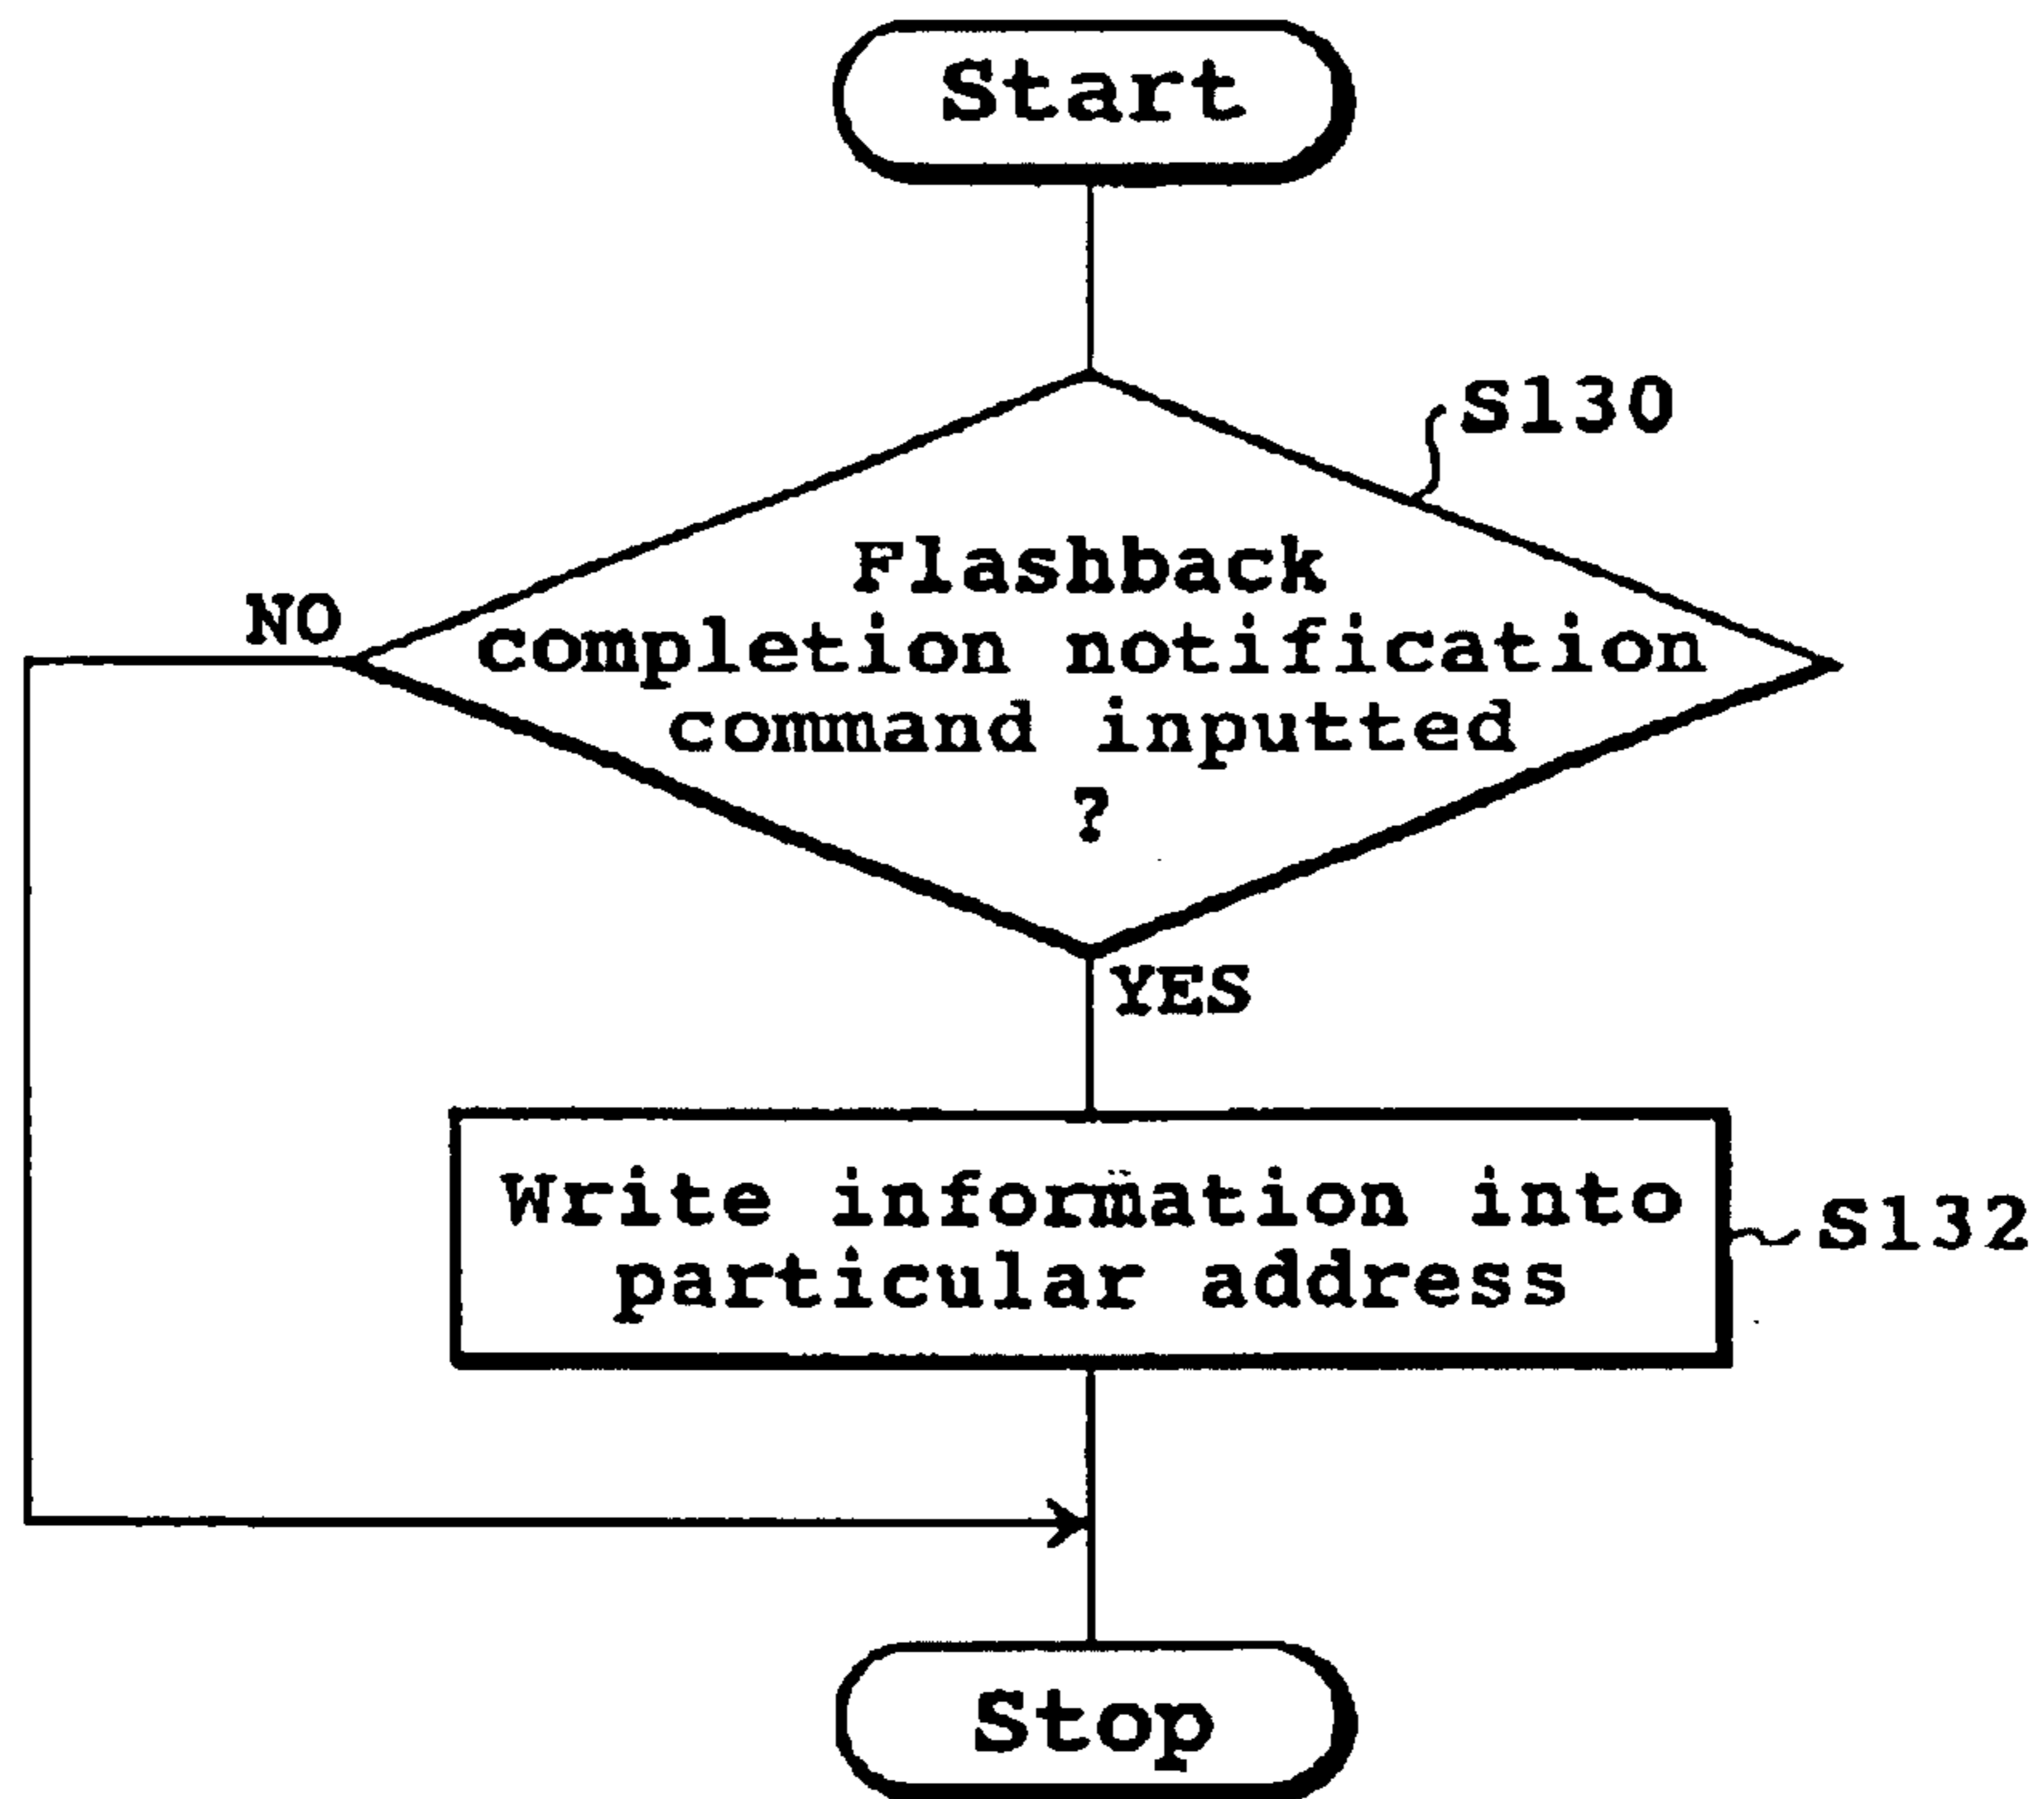 Start
S130
Flashback
completion notification
command inputted
?
NO
YES
Write information into
particular address
S132
Stop